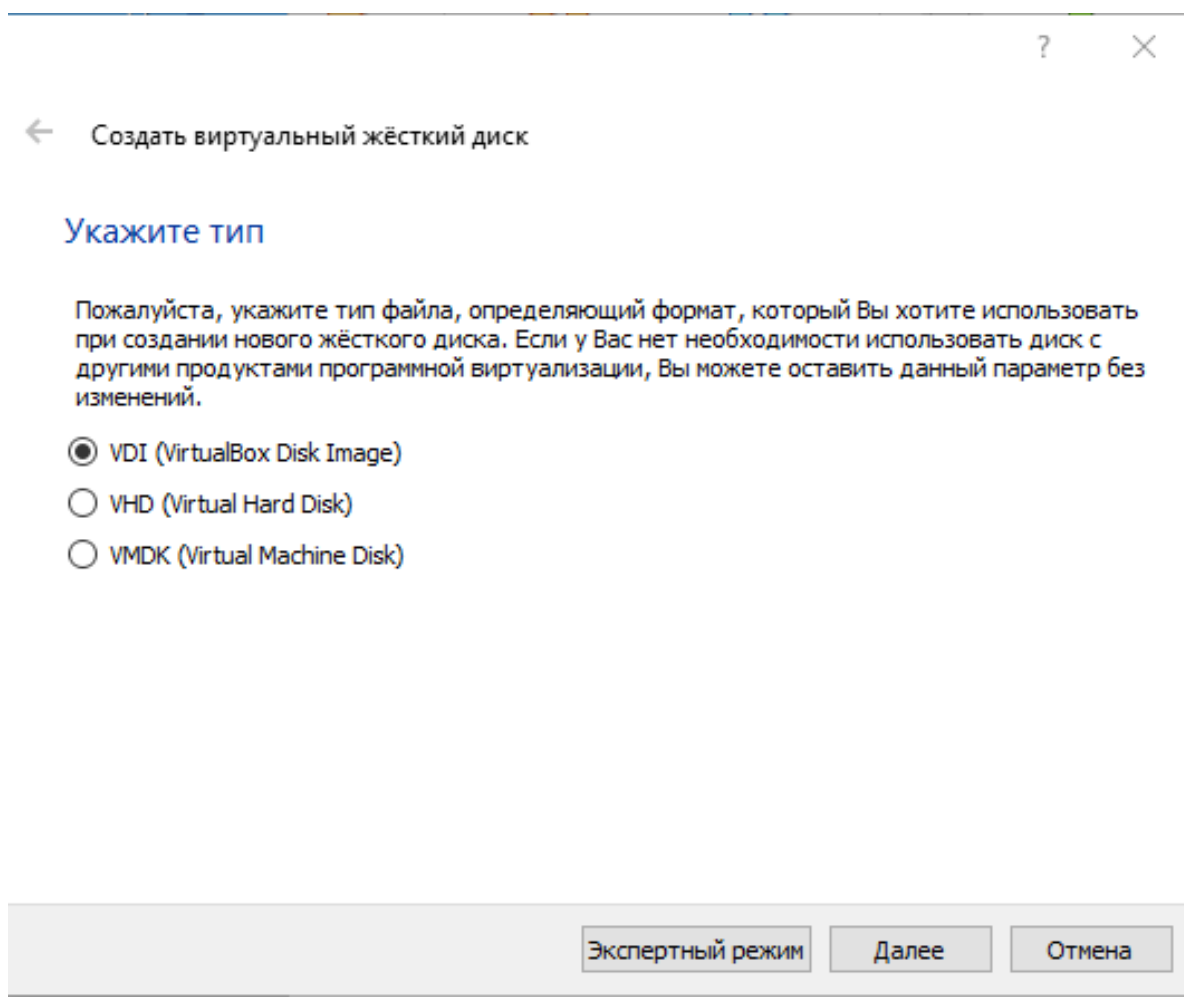 ?
Создать виртуальный жёсткий диск
Укажите тип
Пожалуйста, укажите тип файла, определяющий формат, который Вы хотите использовать
при создании нового жёсткого диска. Если у Вас нет необходимости использовать диск с
другими продуктами программной виртуализации, Вы можете оставить данный параметр без
изменений.
VDI (VirtualBox Disk Image)
VHD (Virtual Hard Disk)
VMDK (Virtual Machine Disk)
Экспертный режим Далее Отмена